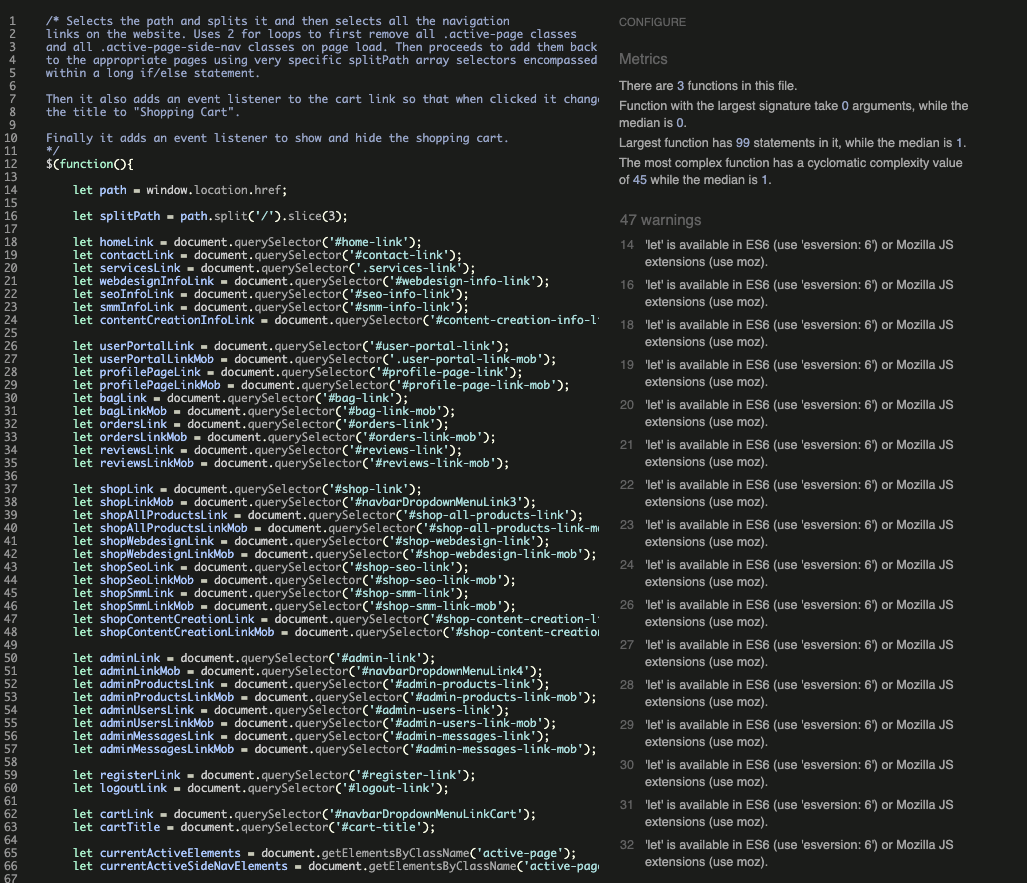 1 /* Selects the path and splits it and then selects all the navigation
2 links on the website. Uses 2 for loops to first remove all .active-page classes
3 and all .active-page-side-nav classes on page load. Then proceeds to add them back
4 to the appropriate pages using very specific splitPath array selectors encompassed
5 within a long if/else statement.
6
7 Then it also adds an event listener to the cart link so that when clicked it change
8 the title to "Shopping Cart".
9
10 Finally it adds an event listener to show and hide the shopping cart.
11 */
12 $(function(){
13
14 let path = window.location.href;
15
16 let splitPath = path.split('/').slice(3);
17
18 let homeLink = document.querySelector('#home-link');
19 let contactLink = document.querySelector('#contact-link');
20 let servicesLink = document.querySelector('.services-link');
21 let webdesignInfoLink = document.querySelector('#webdesign-info-link');
22 let seoInfoLink = document.querySelector('#seo-info-link');
23 let smmInfoLink = document.querySelector('#smm-info-link');
24 let contentCreationInfoLink = document.querySelector('#content-creation-info-l
25
26 let userPortalLink = document.querySelector('#user-portal-link');
27 let userPortalLinkMob = document.querySelector('.user-portal-link-mob');
28 let profilePageLink = document.querySelector('#profile-page-link');
29 let profilePageLinkMob = document.querySelector('#profile-page-link-mob');
30 let bagLink = document.querySelector('#bag-link');
31 let bagLinkMob = document.querySelector('#bag-link-mob');
32 let ordersLink = document.querySelector('#orders-link');
33 let ordersLinkMob = document.querySelector('#orders-link-mob');
34 let reviewsLink = document.querySelector('#reviews-link');
35 let reviewsLinkMob = document.querySelector('#reviews-link-mob');
36
37 let shopLink = document.querySelector('#shop-link');
38 let shopLinkMob = document.querySelector('#navbarDropdownMenuLink3');
39 let shopAllProductsLink = document.querySelector('#shop-all-products-link');
40 let shopAllProductsLinkMob = document.querySelector('#shop-all-products-link-m
41 let shopWebdesignLink = document.querySelector('#shop-webdesign-link');
42 let shopWebdesignLinkMob = document.querySelector('#shop-webdesign-link-mob');
43 let shopSeoLink = document.querySelector('#shop-seo-link');
44 let shopSeoLinkMob = document.querySelector('#shop-seo-link-mob');
45 let shopSmmLink = document.querySelector('#shop-smm-link');
46 let shopSmmLinkMob = document.querySelector('#shop-smm-link-mob');
47 let shopContentCreationLink = document.querySelector('#shop-content-creation-l
48 let shopContentCreationLinkMob = document.querySelector('#shop-content-creation
49
50 let adminLink = document.querySelector('#admin-link');
51 let adminLinkMob = document.querySelector('#navbarDropdownMenuLink4');
52 let adminProductsLink = document.querySelector('#admin-products-link');
53 let adminProductsLinkMob = document.querySelector('#admin-products-link-mob');
54 let adminUsersLink = document.querySelector('#admin-users-link');
55 let adminUsersLinkMob = document.querySelector('#admin-users-link-mob');
56 let adminMessagesLink = document.querySelector('#admin-messages-link');
57 let adminMessagesLinkMob = document.querySelector('#admin-messages-link-mob');
58
59 let registerLink = document.querySelector('#register-link');
60 let logoutLink = document.querySelector('#logout-link');
61
62 let cartLink = document.querySelector('#navbarDropdownMenuLinkCart');
63 let cartTitle = document.querySelector('#cart-title');
64
65 let currentActiveElements = document.getElementsByClassName('active-page');
66 let currentActiveSideNavElements = document.getElementsByClassName('active-pag
67
CONFIGURE
Metrics
There are 3 functions in this file.
Function with the largest signature take 0 arguments, while the
median is 0.
Largest function has 99 statements in it, while the median is 1.
The most complex function has a cyclomatic complexity value
of 45 while the median is 1.
47 warnings
14 'let' is available in ES6 (use 'esversion: 6') or Mozilla JS
extensions (use moz).
16 'let' is available in ES6 (use 'esversion: 6') or Mozilla JS
extensions (use moz).
18 'let' is available in ES6 (use 'esversion: 6') or Mozilla JS
extensions (use moz).
19 'let' is available in ES6 (use 'esversion: 6') or Mozilla JS
extensions (use moz).
20 'let' is available in ES6 (use 'esversion: 6') or Mozilla JS
extensions (use moz).
21 'let' is available in ES6 (use 'esversion: 6') or Mozilla JS
extensions (use moz).
22 'let' is available in ES6 (use 'esversion: 6') or Mozilla JS
extensions (use moz).
23 'let' is available in ES6 (use 'esversion: 6') or Mozilla JS
extensions (use moz).
24 'let' is available in ES6 (use 'esversion: 6') or Mozilla JS
extensions (use moz).
26 'let' is available in ES6 (use 'esversion: 6') or Mozilla JS
extensions (use moz).
27 'let' is available in ES6 (use 'esversion: 6') or Mozilla JS
extensions (use moz).
28 'let' is available in ES6 (use 'esversion: 6') or Mozilla JS
extensions (use moz).
29 'let' is available in ES6 (use 'esversion: 6') or Mozilla JS
extensions (use moz).
30 'let' is available in ES6 (use 'esversion: 6') or Mozilla JS
extensions (use moz).
31 'let' is available in ES6 (use 'esversion: 6') or Mozilla JS
extensions (use moz).
32 'let' is available in ES6 (use 'esversion: 6') or Mozilla JS
extensions (use moz).